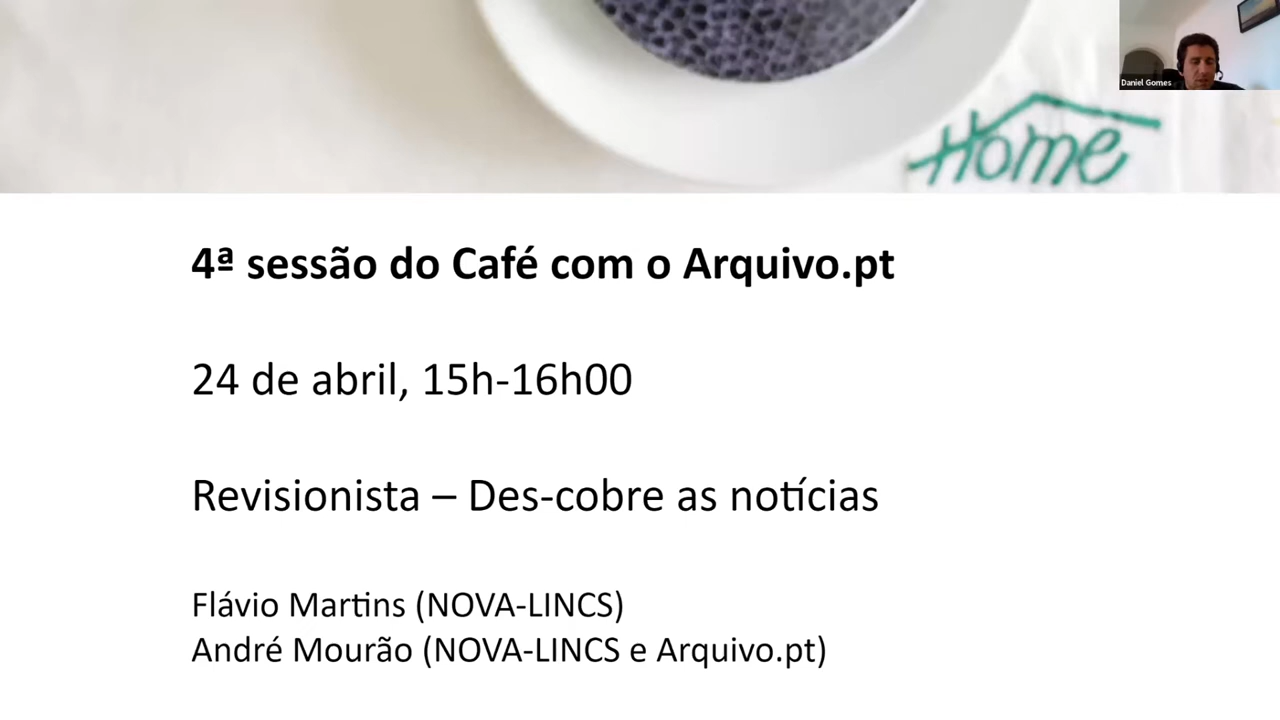 Daniel Gomes
Home
4ª sessão do Café com o Arquivo.pt
24 de abril, 15h-16h00
Revisionista – Des-cobre as notícias
Flávio Martins (NOVA-LINCS)
André Mourão (NOVA-LINCS e Arquivo.pt)